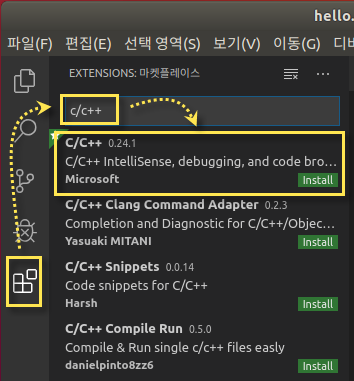 hello.
파일(F) 편집(E) 선택 영역(S) 보기(V) 이동(G) 디버
EXTENSIONS: 마켓플레이스
c/c++
C/C++ 0.24.1
C/C++ IntelliSense, debugging, and code bro...
Microsoft Install
C/C++ Clang Command Adapter 0.2.3
Completion and Diagnostic for C/C++/Objec...
Yasuaki MITANI Install
C/C++ Snippets 0.0.14
Code snippets for C/C++
Harsh Install
C/C++ Compile Run 0.5.0
Compile & Run single c/c++ files easly
danielpinto8zz6 Install